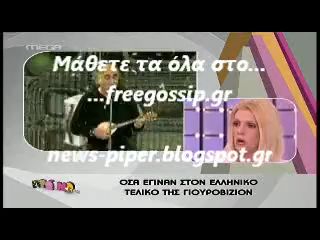 MEGA
Μάθετε τα όλα στο...
...freegossip.gr
news-piper.blogspot.gr
ΟΣΑ ΕΓΙΝΑΝ ΣΤΟΝ ΕΛΛΗΝΙΚΟ
ΤΕΛΙΚΟ ΤΗΣ ΓΙΟΥΡΟΒΙΖΙΟΝ